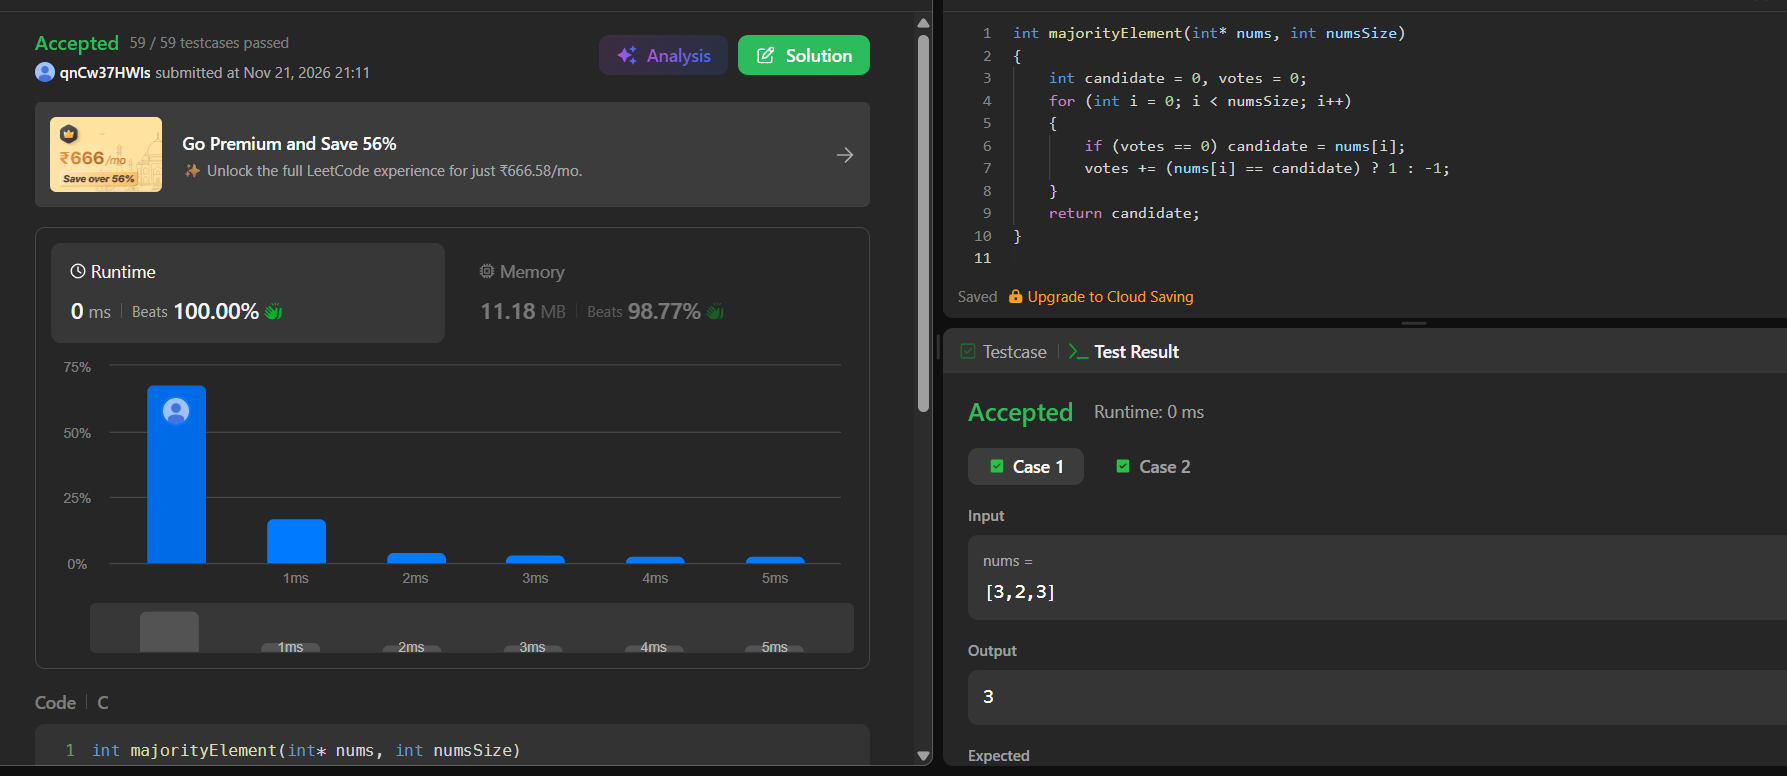 Accepted 59 / 59 testcases passed
qnCw37HWls submitted at Nov 21, 2026 21:11
Analysis
Solution
₹666 /mo
Save over 56%
Go Premium and Save 56%
✨ Unlock the full LeetCode experience for just ₹666.58/mo.
Runtime
0 ms | Beats 100.00%
Memory
11.18 MB | Beats 98.77%
75%
50%
25%
0%
1ms 2ms 3ms 4ms 5ms
1ms 2ms 3ms 4ms 5ms
Code | C
1 int majorityElement(int* nums, int numsSize)
1 int majorityElement(int* nums, int numsSize)
2 {
3 int candidate = 0, votes = 0;
4 for (int i = 0; i < numsSize; i++)
5 {
6 if (votes == 0) candidate = nums[i];
7 votes += (nums[i] == candidate) ? 1 : -1;
8 }
9 return candidate;
10 }
11
Saved Upgrade to Cloud Saving
Testcase | Test Result
Accepted Runtime: 0 ms
Case 1 Case 2
Input
nums =
[3,2,3]
Output
3
Expected